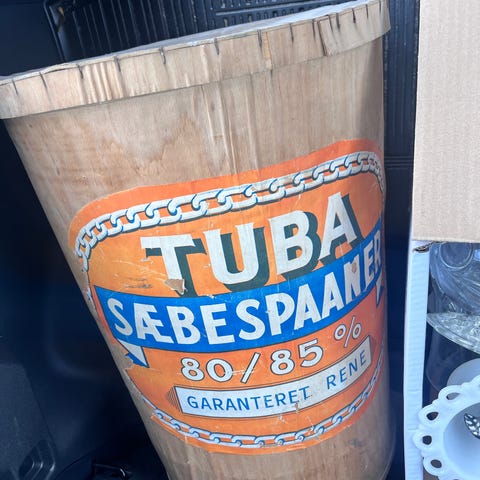 TUBA
SÆBESPAANER
80/85 %
GARANTERET RENE